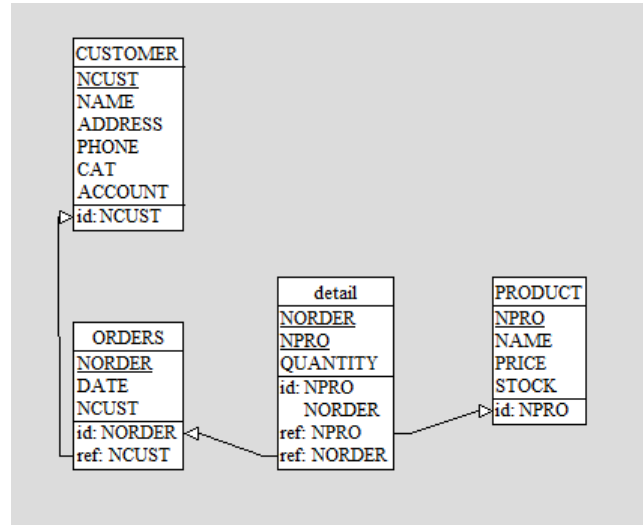 CUSTOMER
NCUST
NAME
ADDRESS
PHONE
CAT
ACCOUNT
id: NCUST
ORDERS
NORDER
DATE
NCUST
id: NORDER
ref: NCUST
detail
NORDER
NPRO
QUANTITY
id: NPRO
NORDER
ref: NPRO
ref: NORDER
PRODUCT
NPRO
NAME
PRICE
STOCK
id: NPRO